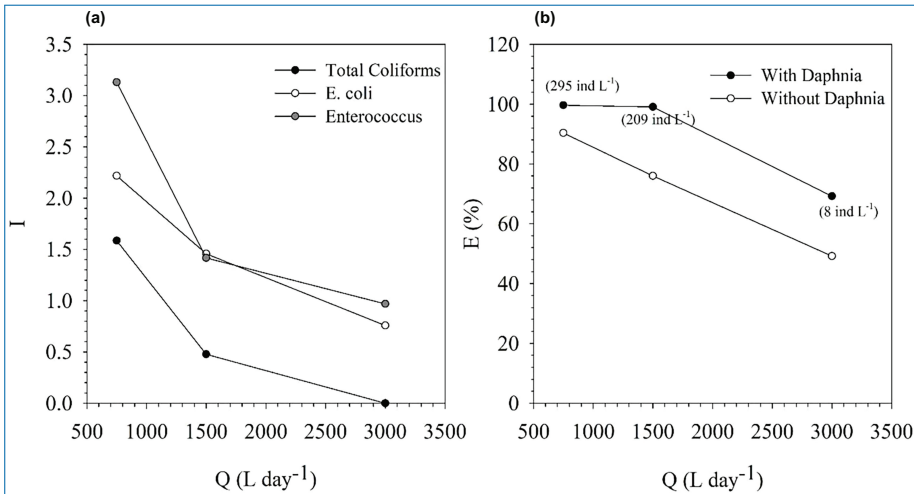 (a)
3.5
3.0
2.5
2.0
1.5
1.0
0.5
0.0
I
Total Coliforms
E. coli
Enterococcus
500 1000 1500 2000 2500 3000 3500
Q (L day-1)
(b)
120
100
80
60
40
20
0
E (%)
With Daphnia
Without Daphnia
(295 ind L-1)
(209 ind L-1)
(8 ind L-1)
500 1000 1500 2000 2500 3000 3500
Q (L day-1)